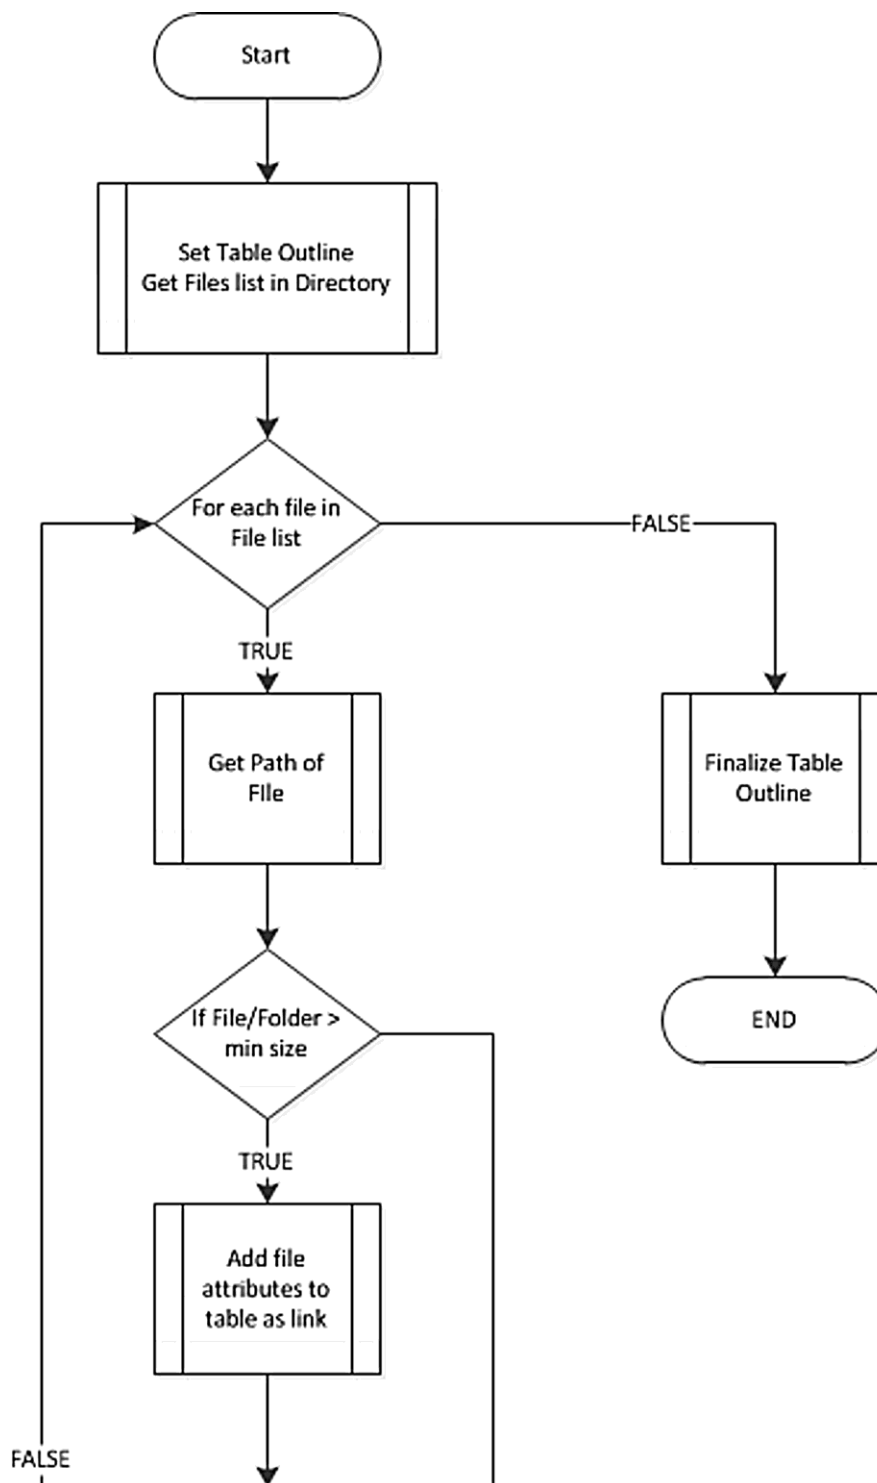 Start
Set Table Outline
Get Files list in Directory
For each file in
File list
FALSE
TRUE
Get Path of
FIle
Finalize Table
Outline
If File/Folder >
min size
END
TRUE
Add file
attributes to
table as link
FALSE